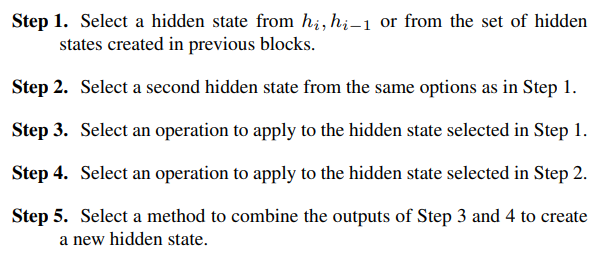 Step 1. Select a hidden state from hᵢ, hᵢ₋₁ or from the set of hidden
states created in previous blocks.
Step 2. Select a second hidden state from the same options as in Step 1.
Step 3. Select an operation to apply to the hidden state selected in Step 1.
Step 4. Select an operation to apply to the hidden state selected in Step 2.
Step 5. Select a method to combine the outputs of Step 3 and 4 to create
a new hidden state.